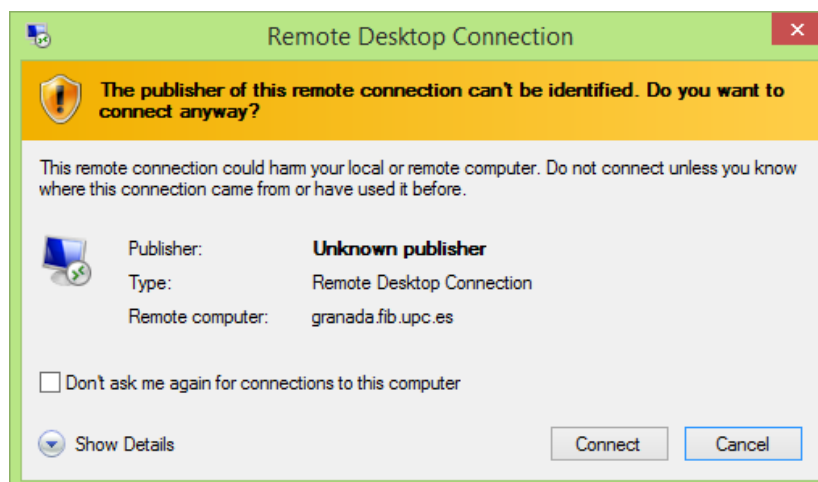 Remote Desktop Connection
The publisher of this remote connection can't be identified. Do you want to
connect anyway?
This remote connection could harm your local or remote computer. Do not connect unless you know
where this connection came from or have used it before.
Publisher: Unknown publisher
Type: Remote Desktop Connection
Remote computer: granada.fib.upc.es
Don't ask me again for connections to this computer
Show Details Connect Cancel